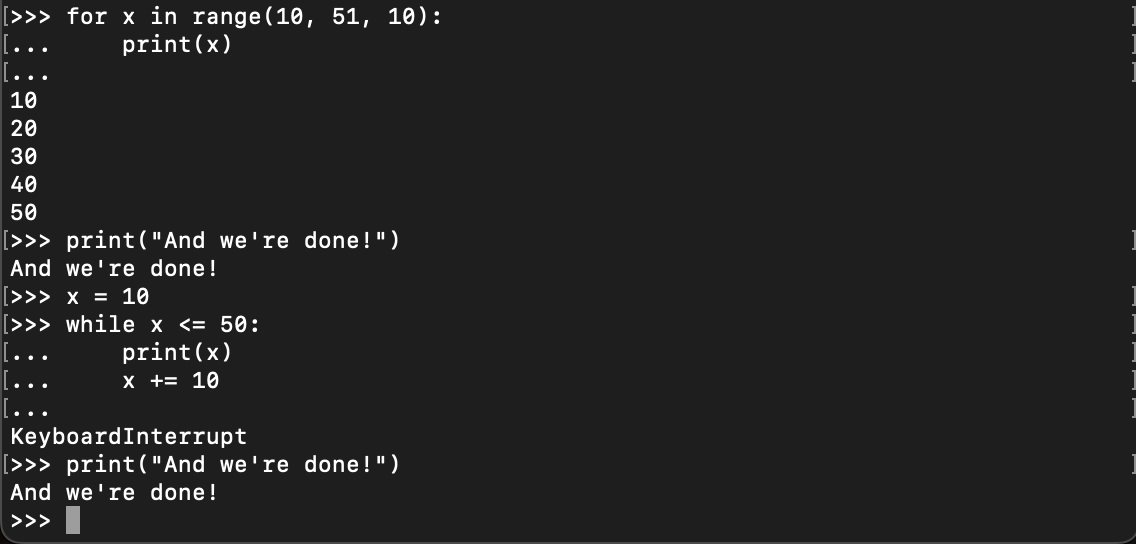 [>>> for x in range(10, 51, 10): ]
[...     print(x) ]
[... ]
10
20
30
40
50
[>>> print("And we're done!") ]
And we're done!
[>>> x = 10 ]
[>>> while x <= 50: ]
[...     print(x) ]
[...     x += 10 ]
[... ]
KeyboardInterrupt
[>>> print("And we're done!") ]
And we're done!
>>>